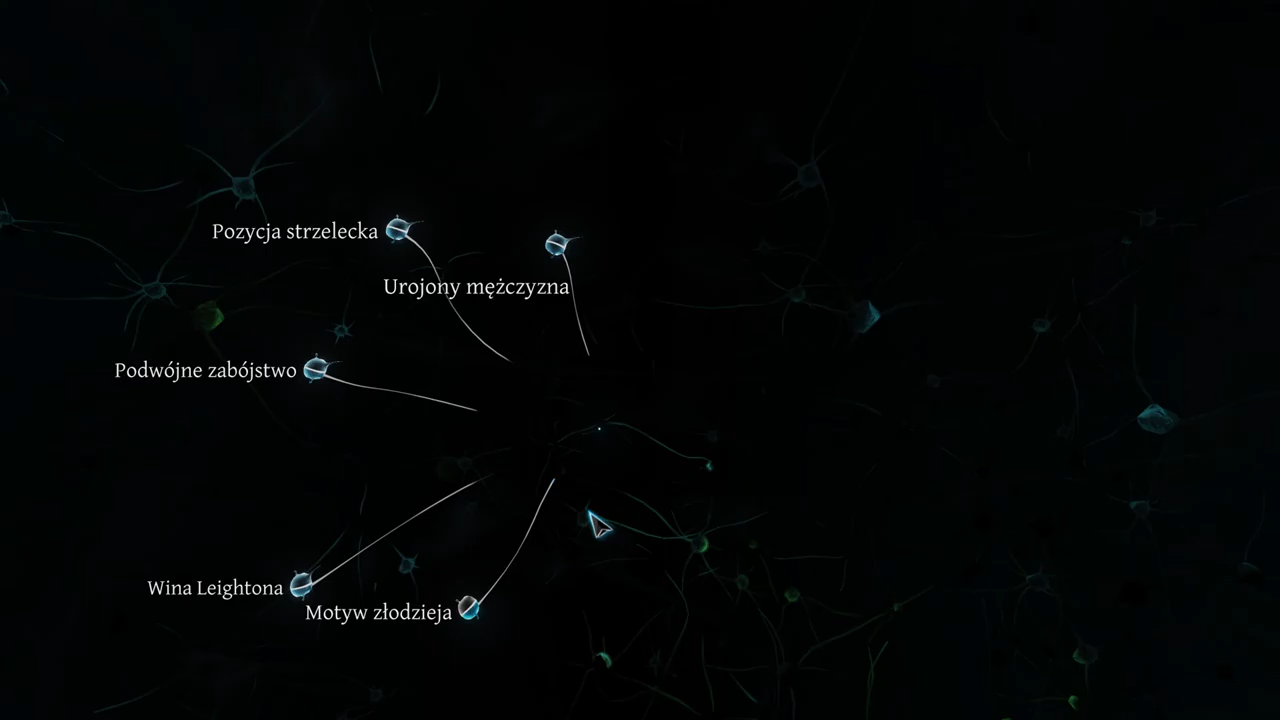 Pozycja strzelecka
Urojony mężczyzna
Podwójne zabójstwo
Wina Leightona
Motyw złodzieja